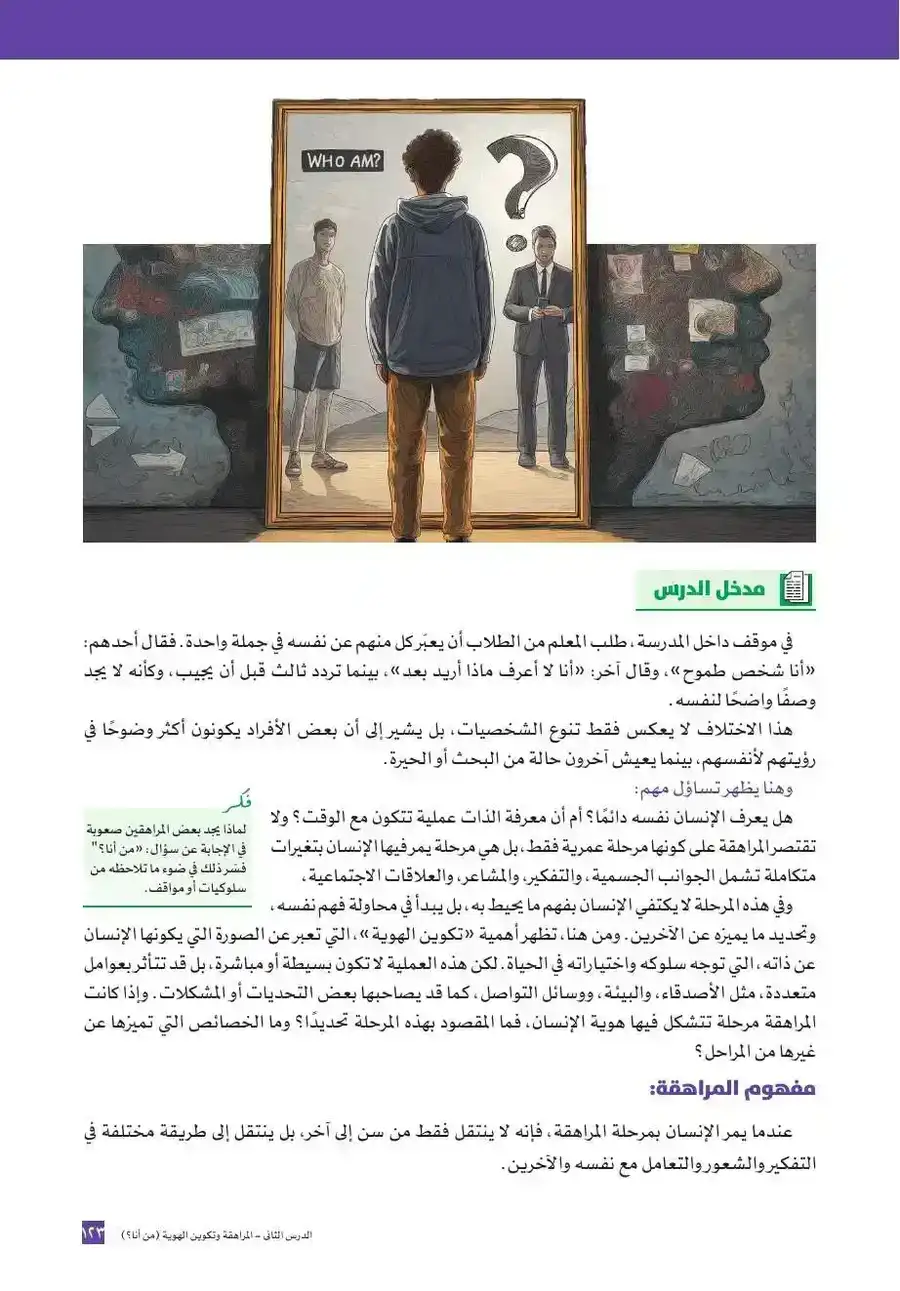 WHO AM?
?
مدخل الدرس
في موقف داخل المدرسة، طلب المعلم من الطلاب أن يعبّر كل منهم عن نفسه في جملة واحدة. فقال أحدهم:
«أنا شخص طموح»، وقال آخر: «أنا لا أعرف ماذا أريد بعد»، بينما تردد ثالث قبل أن يجيب، وكأنه لا يجد
وصفًا واضحًا لنفسه.
هذا الاختلاف لا يعكس فقط تنوع الشخصيات، بل يشير إلى أن بعض الأفراد يكونون أكثر وضوحًا في
رؤيتهم لأنفسهم، بينما يعيش آخرون حالة من البحث أو الحيرة.
وهنا يظهر تساؤل مهم:
هل يعرف الإنسان نفسه دائمًا؟ أم أن معرفة الذات عملية تتكون مع الوقت؟ ولا
تقتصر المراهقة على كونها مرحلة عمرية فقط، بل هي مرحلة يمر فيها الإنسان بتغيرات
متكاملة تشمل الجوانب الجسمية، والتفكير، والمشاعر، والعلاقات الاجتماعية،
وفي هذه المرحلة لا يكتفي الإنسان بفهم ما يحيط به، بل يبدأ في محاولة فهم نفسه،
وتحديد ما يميزه عن الآخرين. ومن هنا، تظهر أهمية «تكوين الهوية»، التي تعبر عن الصورة التي يكونها الإنسان
عن ذاته، التي توجه سلوكه واختياراته في الحياة. لكن هذه العملية لا تكون بسيطة أو مباشرة، بل قد تتأثر بعوامل
متعددة، مثل الأصدقاء، والبيئة، ووسائل التواصل، كما قد يصاحبها بعض التحديات أو المشكلات. وإذا كانت
المراهقة مرحلة تتشكل فيها هوية الإنسان، فما المقصود بهذه المرحلة تحديدًا؟ وما الخصائص التي تميزها عن
غيرها من المراحل؟
فكر
لماذا يجد بعض المراهقين صعوبة
في الإجابة عن سؤال: «من أنا؟"
فسر ذلك في ضوء ما تلاحظه من
سلوكيات أو مواقف.
مفهوم المراهقة:
عندما يمر الإنسان بمرحلة المراهقة، فإنه لا ينتقل فقط من سن إلى آخر، بل ينتقل إلى طريقة مختلفة في
التفكير والشعور والتعامل مع نفسه والآخرين.
الدرس الثانى - المراهقة وتكوين الهوية (من أنا؟)
١٢٣